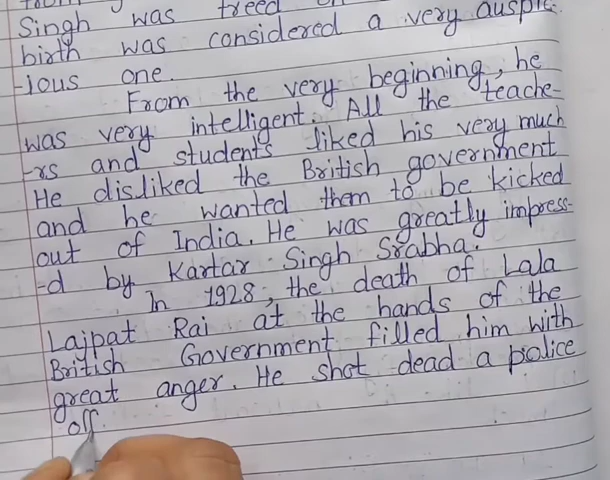 Singh was freed
birth was considered a very auspic
-ious one.
From the very beginning, he
was very intelligent. All the teache-
-rs and students liked his very much
He disliked the British government
and he wanted them to be kicked
out of India. He was greatly impress-
-d by Kartar Singh Srabha.
In 1928, the death of Lala
Lajpat Rai at the hands of the
British Government filled him with
great anger. He shot dead a police
off